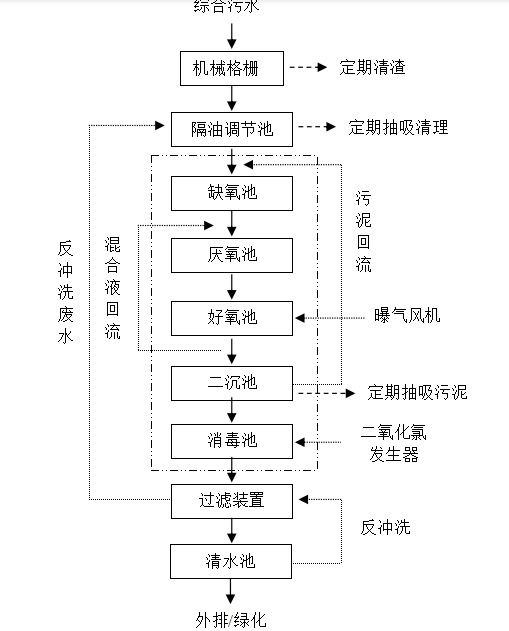 综合污水
机械格栅
定期清渣
隔油调节池
定期抽吸清理
缺氧池
污泥回流
混合液回流
反冲洗废水
厌氧池
好氧池
曝气风机
二沉池
定期抽吸污泥
消毒池
二氧化氯
发生器
过滤装置
反冲洗
清水池
外排/绿化